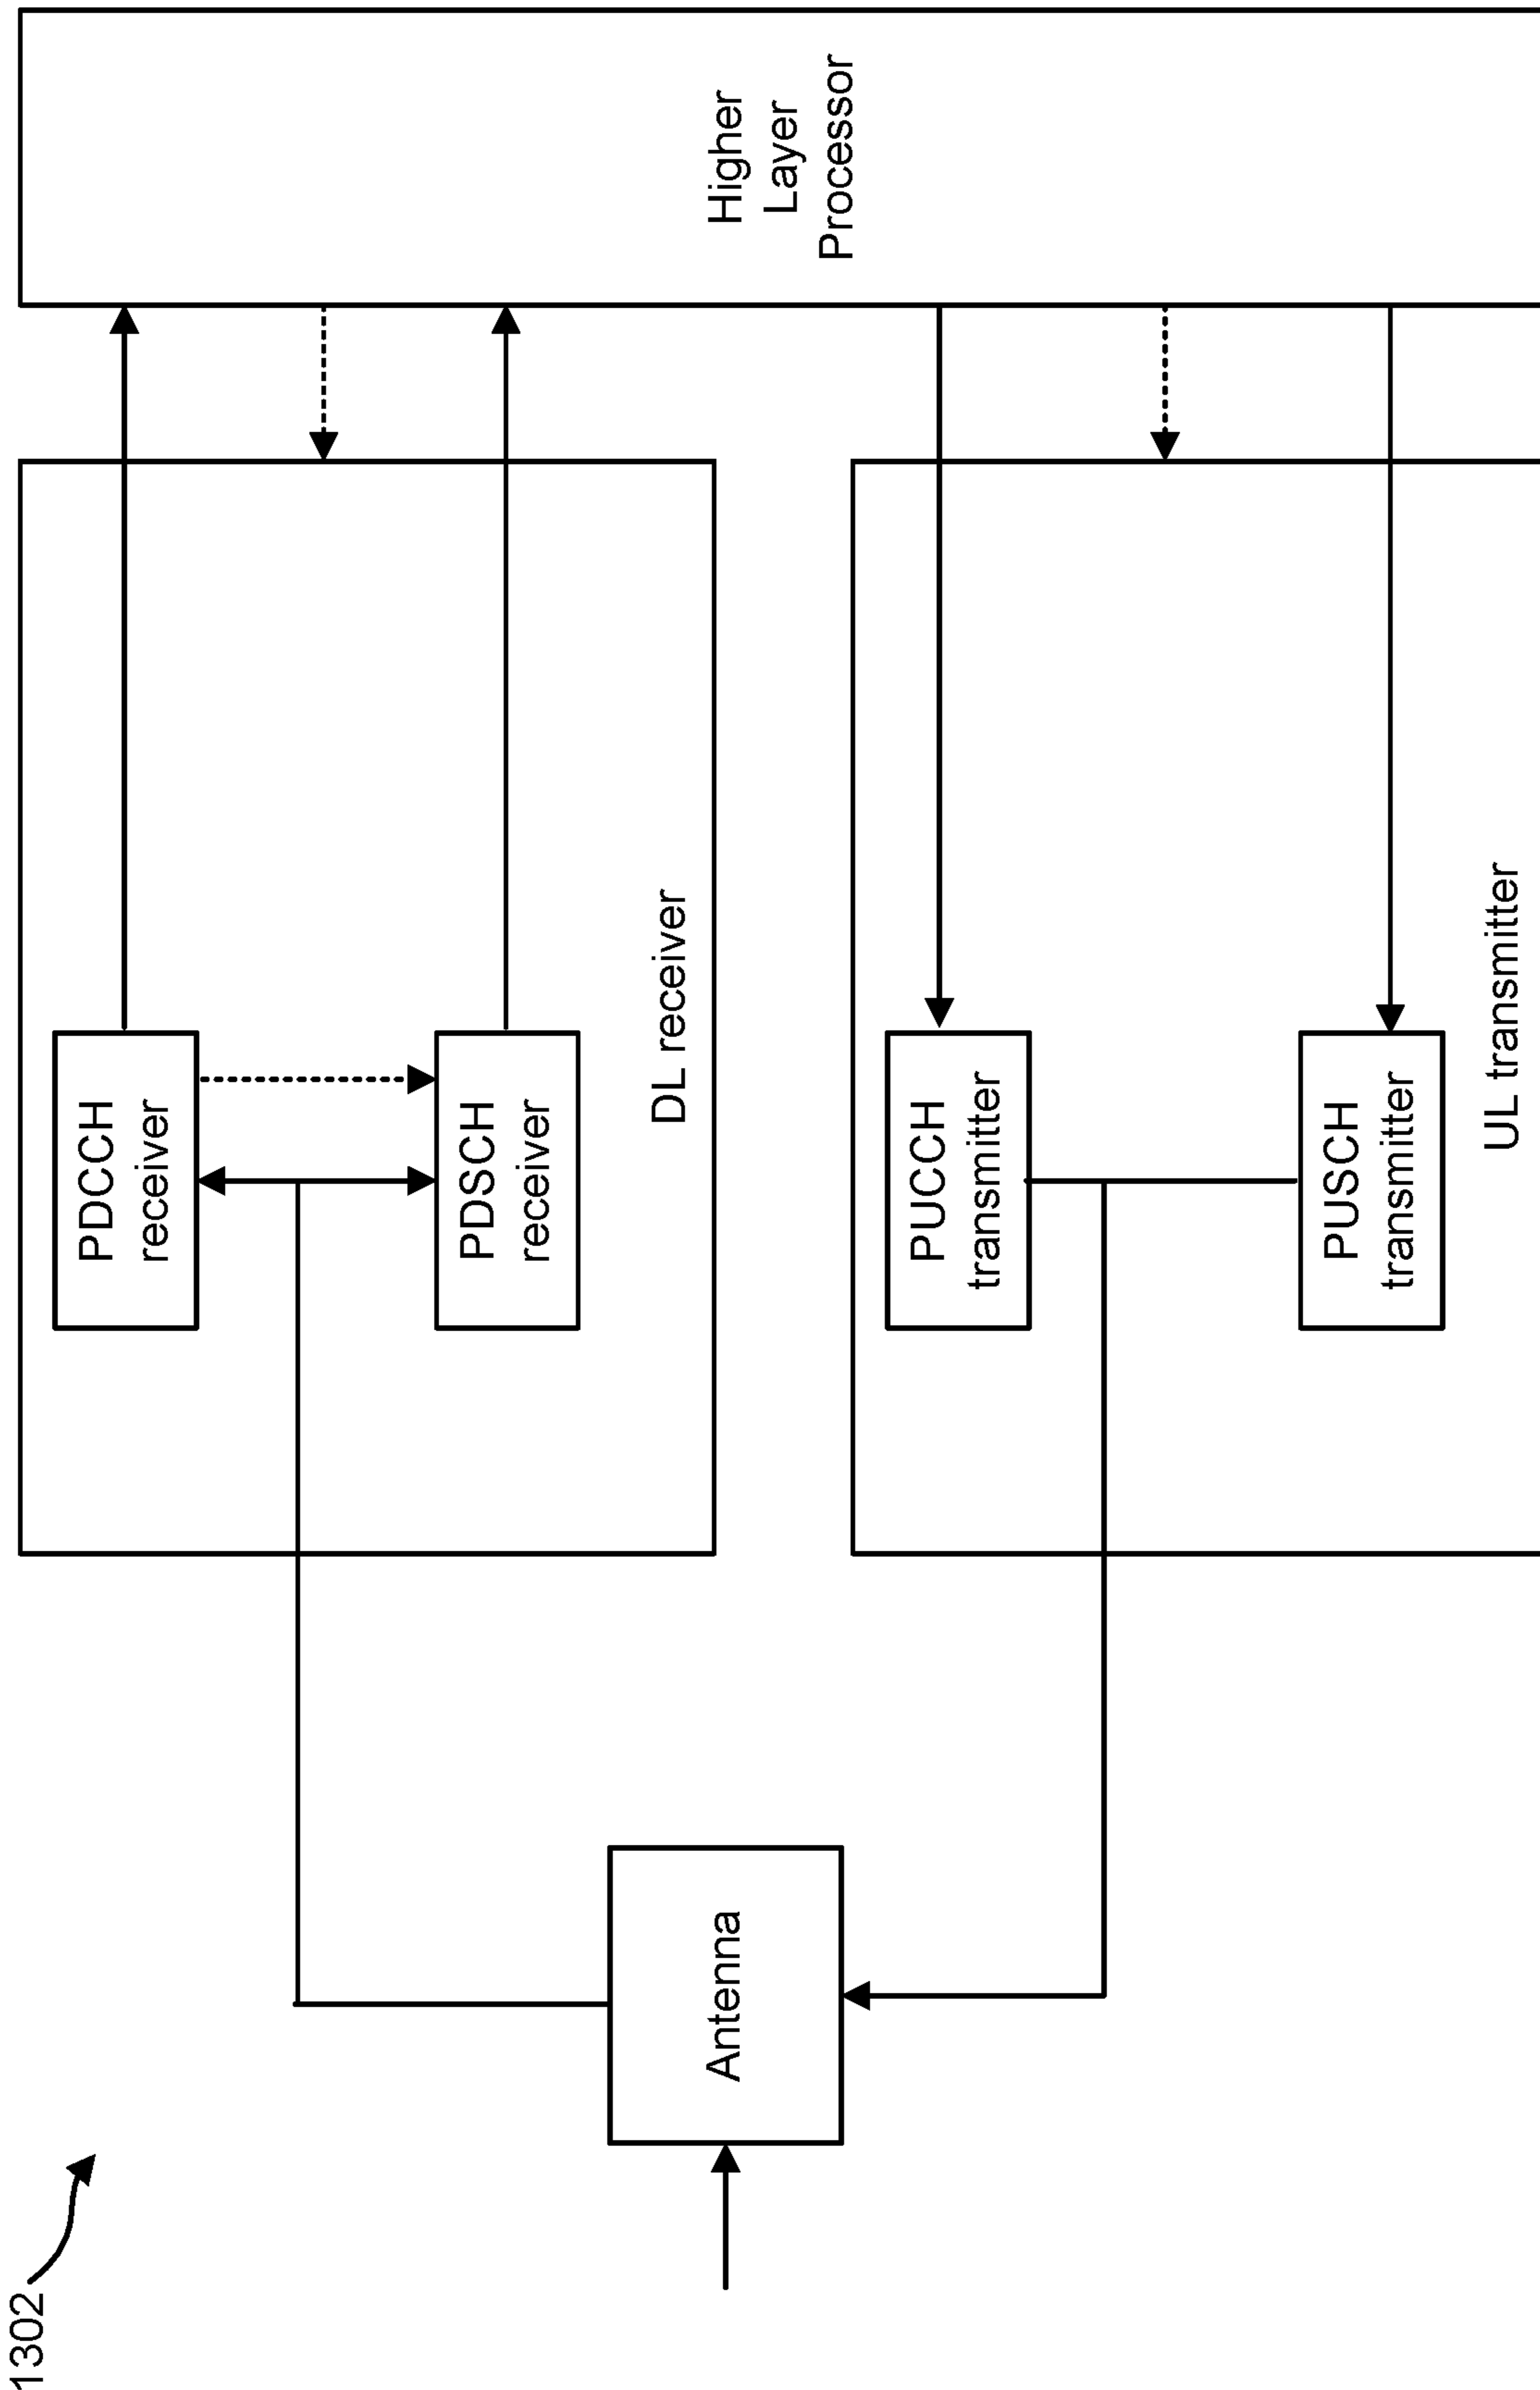 1302
Antenna
PDCCH
receiver
PDSCH
receiver
DL receiver
PUCCH
transmitter
PUSCH
transmitter
UL transmitter
Higher
Layer
Processor